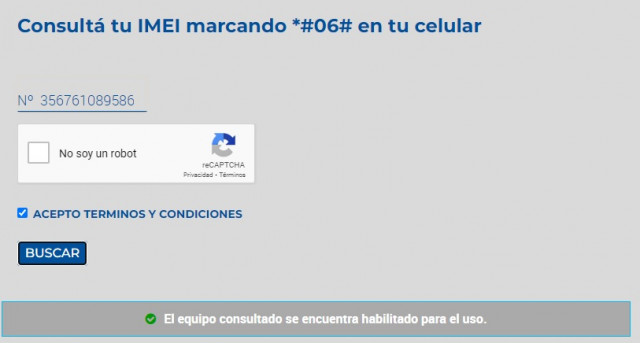 Consultá tu IMEI marcando *#06# en tu celular
Nº 356761089586
No soy un robot
reCAPTCHA
Privacidad - Términos
ACEPTO TERMINOS Y CONDICIONES
BUSCAR
El equipo consultado se encuentra habilitado para el uso.